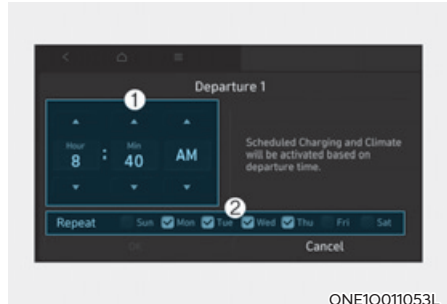 Departure 1
1
Hour
8
:
Min
40
AM
Scheduled Charging and Climate
will be activated based on
departure time.
2
Repeat Sun Mon Tue Wed Thu Fri Sat
OK Cancel
ONE1Q011053L